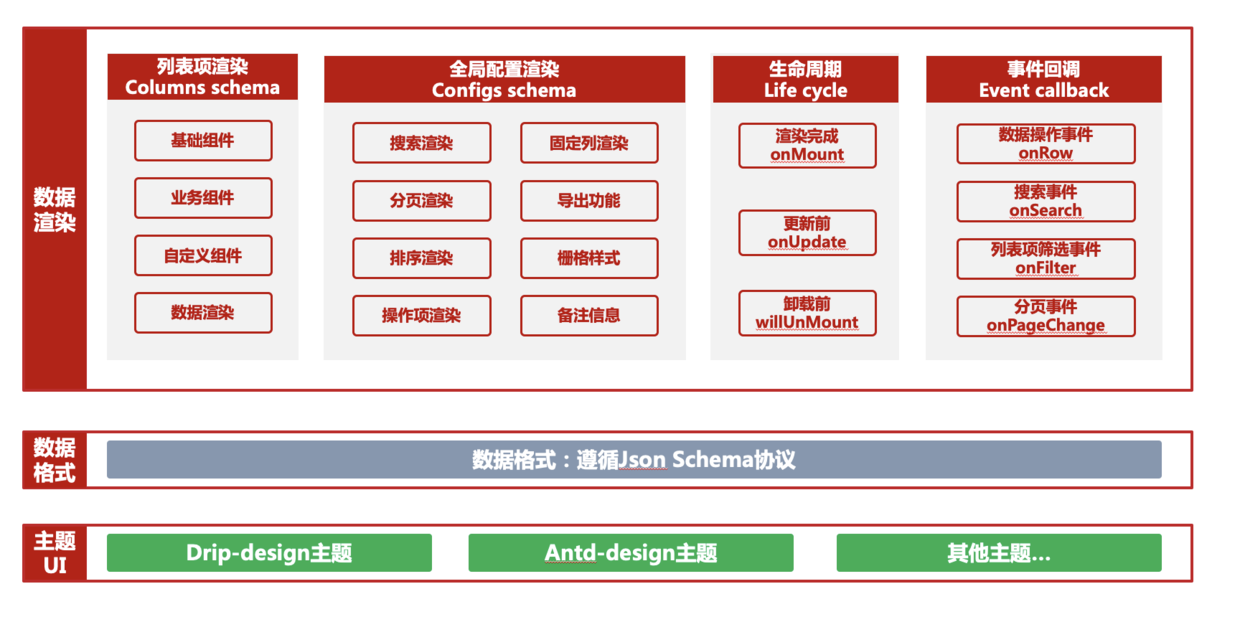 数据
渲染
列表项渲染
Columns schema
基础组件
业务组件
自定义组件
数据渲染
全局配置渲染
Configs schema
搜索渲染
固定列渲染
分页渲染
导出功能
排序渲染
栅格样式
操作项渲染
备注信息
生命周期
Life cycle
渲染完成
onMount
更新前
onUpdate
卸载前
willUnMount
事件回调
Event callback
数据操作事件
onRow
搜索事件
onSearch
列表项筛选事件
onFilter
分页事件
onPageChange
数据
格式
数据格式：遵循Json Schema协议
主题
UI
Drip-design主题
Antd-design主题
其他主题...